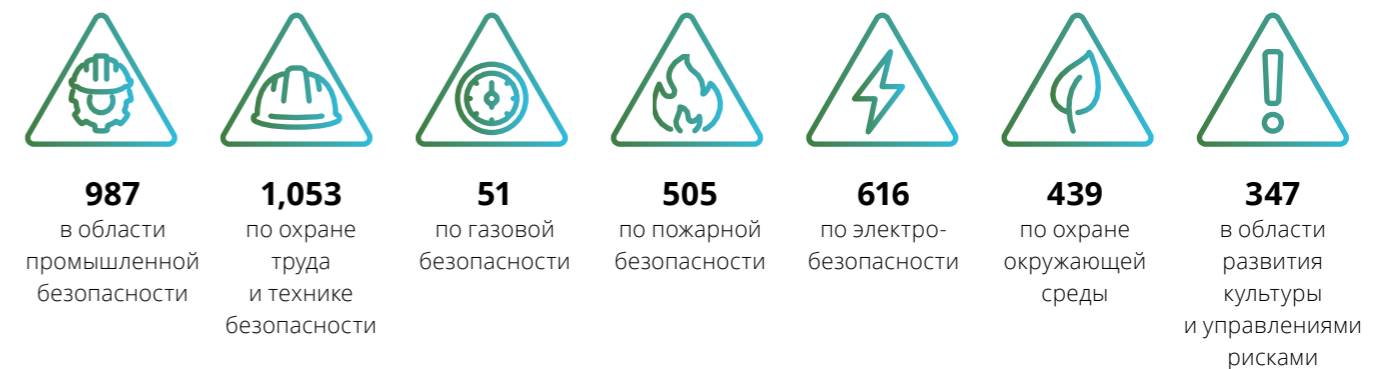 987
в области
промышленной
безопасности
1,053
по охране
труда
и технике
безопасности
51
по газовой
безопасности
505
по пожарной
безопасности
616
по электро-
безопасности
439
по охране
окружающей
среды
347
в области
развития
культуры
и управлениями
рисками